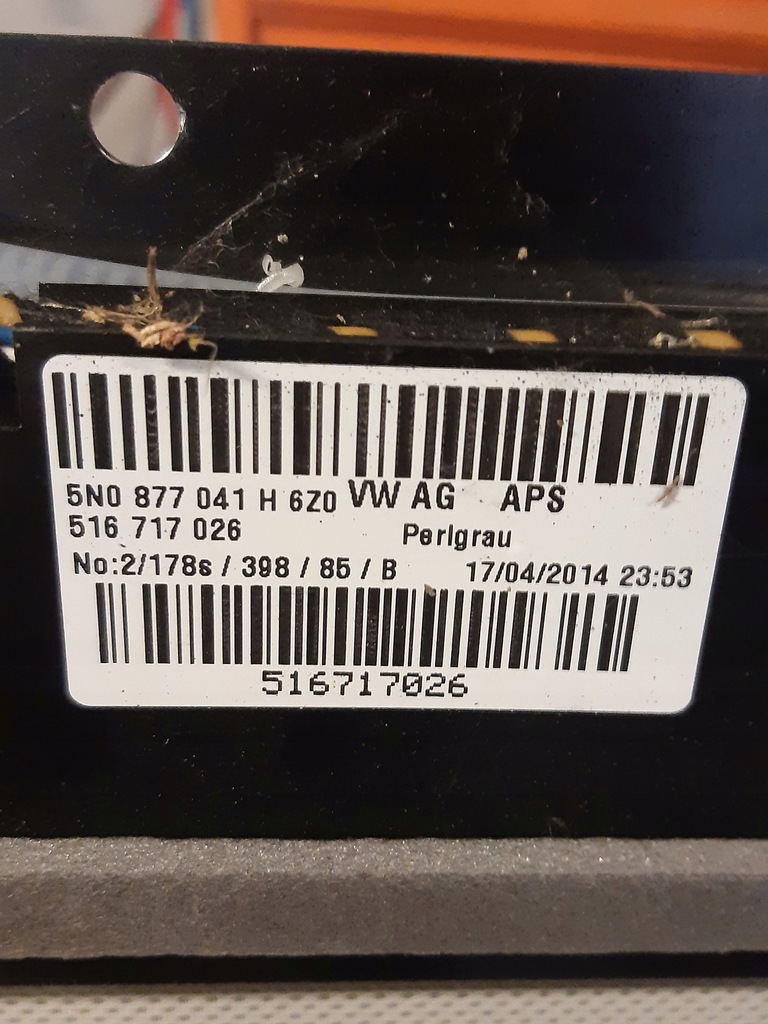 5N0 877 041 H 6Z0 VW AG APS
516 717 026 Perlgrau
No:2/178s / 398 / 85 / B 17/04/2014 23:53
516717026